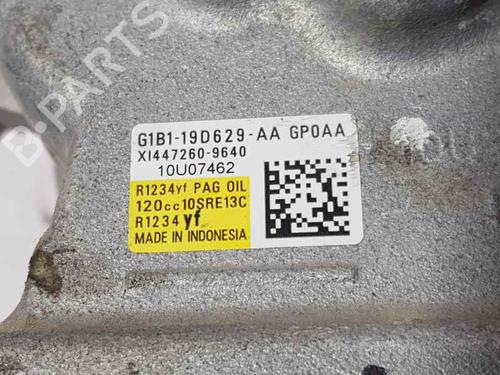 G1B1-19D629-AA GP0AA
XI447260-9640
10U07462
R1234yf PAG OIL
120cc10SRE13C
R1234yf
MADE IN INDONESIA
B-PARTS